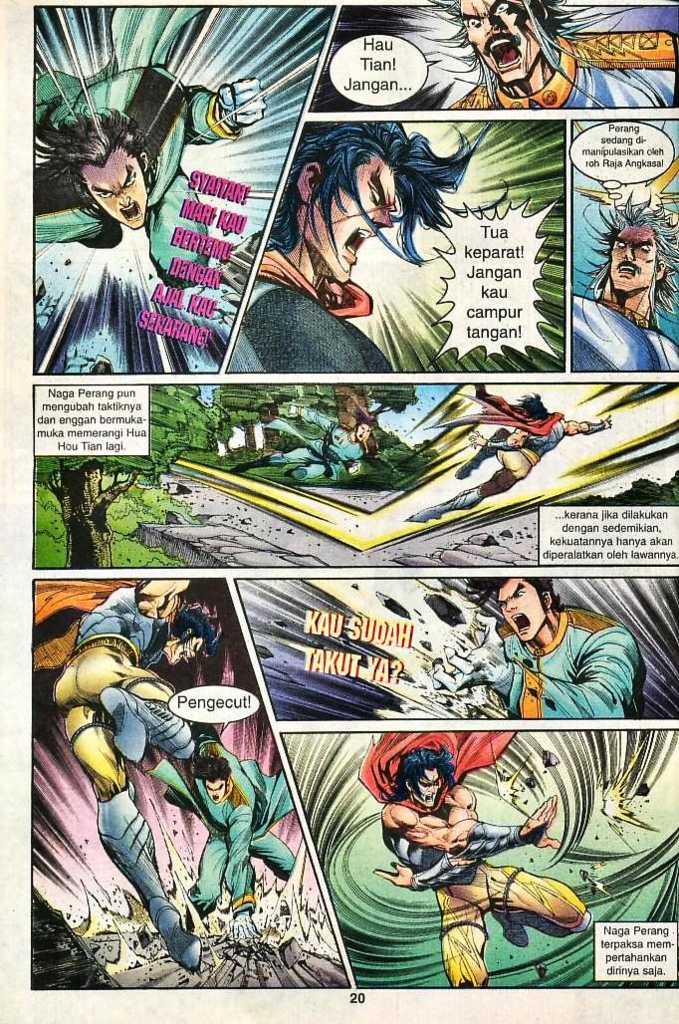 SYAITAN!
MARI KAU
BERTEMU
DENGAN
AJAL KAU
SEKARANG!
Hau
Tian!
Jangan...
Tua
keparat!
Jangan
kau
campur
tangan!
Perang
sedang di-
manipulasikan
oleh
roh Raja Angkasa!
Naga Perang pun
mengubah taktiknya
dan enggan bermuka-
muka memerangi Hua
Hou Tian lagi.
...kerana jika dilakukan
dengan sedemikian,
kekuatannya hanya akan
diperalatkan oleh lawannya.
Pengecut!
KAU SUDAH
TAKUT YA?
Naga Perang
terpaksa mem-
pertahankan
dirinya saja.
20